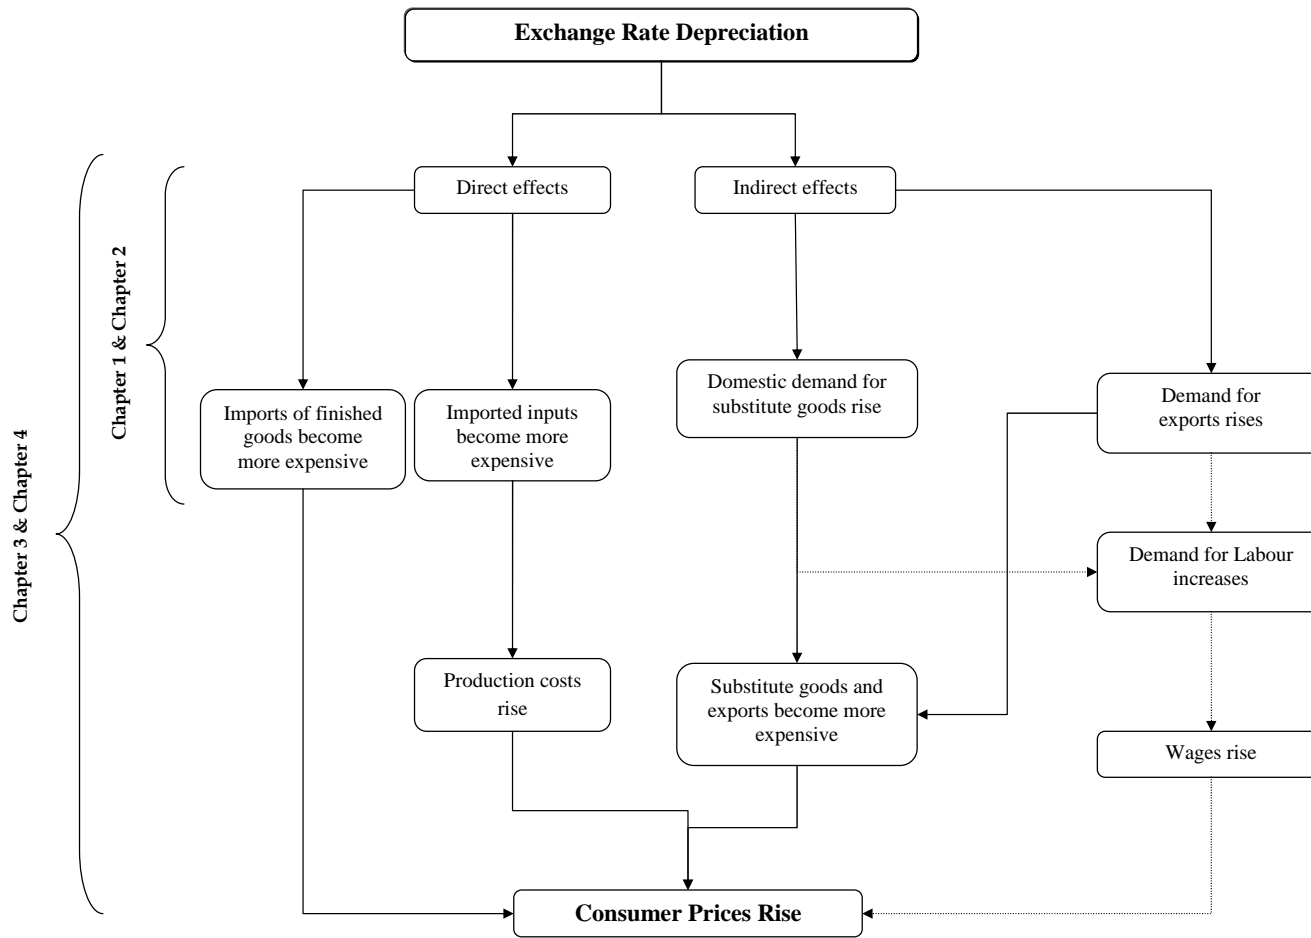 Exchange Rate Depreciation
Direct effects
Indirect effects
Chapter 1 & Chapter 2
Chapter 3 & Chapter 4
Imports of finished
goods become
more expensive
Imported inputs
become more
expensive
Domestic demand for
substitute goods rise
Demand for
exports rises
Demand for Labour
increases
Production costs
rise
Substitute goods and
exports become more
expensive
Wages rise
Consumer Prices Rise